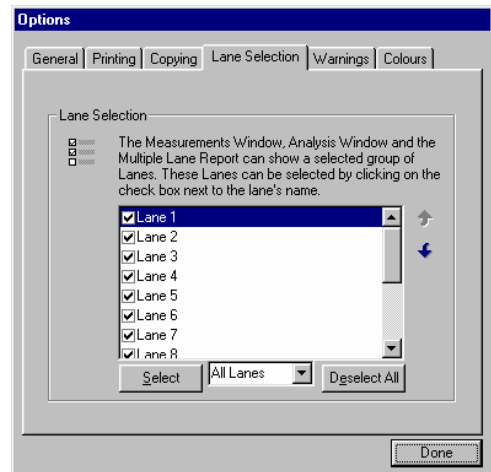 Options
General Printing Copying Lane Selection Warnings Colours
Lane Selection
The Measurements Window, Analysis Window and the
Multiple Lane Report can show a selected group of
Lanes. These Lanes can be selected by clicking on the
check box next to the lane's name.
Lane 1
Lane 2
Lane 3
Lane 4
Lane 5
Lane 6
Lane 7
Lane 8
Select All Lanes Deselect All
Done